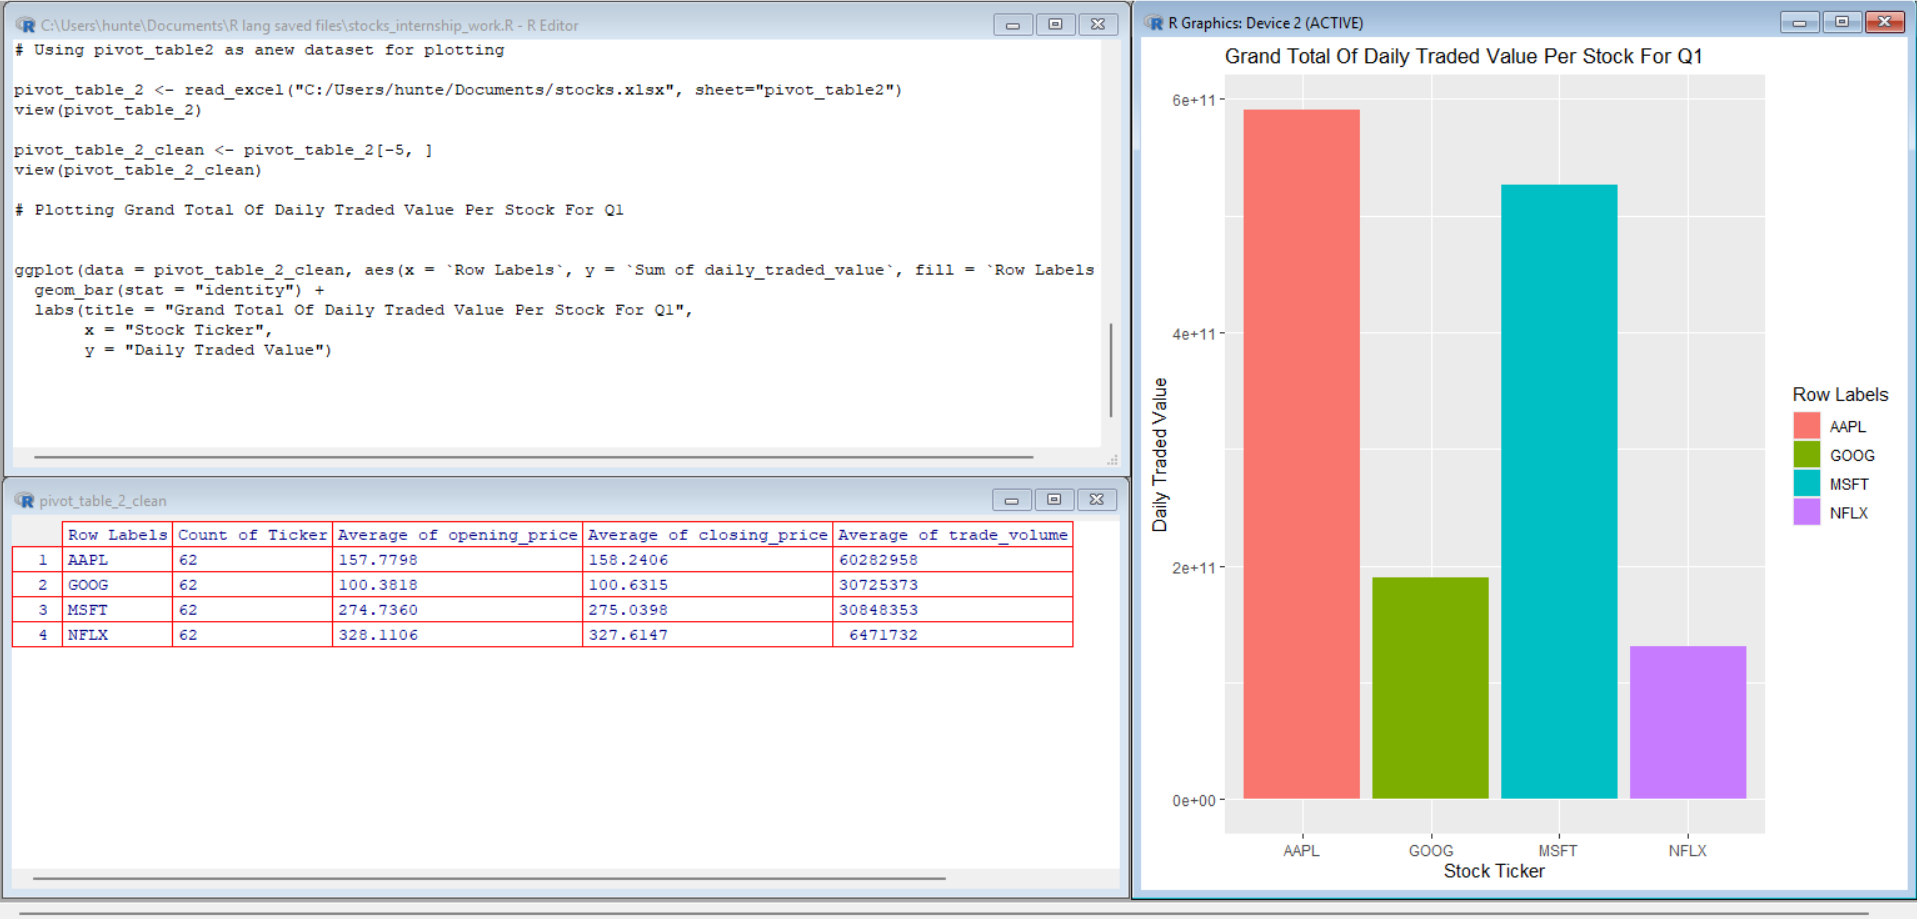 C:\Users\hunte\Documents\R lang saved files\stocks_internship_work.R - R Editor
# Using pivot_table2 as anew dataset for plotting
pivot_table_2 <- read_excel("C:/Users/hunte/Documents/stocks.xlsx", sheet="pivot_table2")
view(pivot_table_2)
pivot_table_2_clean <- pivot_table_2[-5, ]
view(pivot_table_2_clean)
# Plotting Grand Total Of Daily Traded Value Per Stock For Q1
ggplot(data = pivot_table_2_clean, aes(x = `Row Labels`, y = `Sum of daily_traded_value`, fill = `Row Labels
geom_bar(stat = "identity") +
labs(title = "Grand Total Of Daily Traded Value Per Stock For Q1",
x = "Stock Ticker",
y = "Daily Traded Value")
pivot_table_2_clean
Row Labels Count of Ticker Average of opening_price Average of closing_price Average of trade_volume
1 AAPL 62 157.7798 158.2406 60282958
2 GOOG 62 100.3818 100.6315 30725373
3 MSFT 62 274.7360 275.0398 30848353
4 NFLX 62 328.1106 327.6147 6471732
R Graphics: Device 2 (ACTIVE)
Grand Total Of Daily Traded Value Per Stock For Q1
6e+11
4e+11
2e+11
0e+00
Daily Traded Value
AAPL GOOG MSFT NFLX
Stock Ticker
Row Labels
AAPL
GOOG
MSFT
NFLX